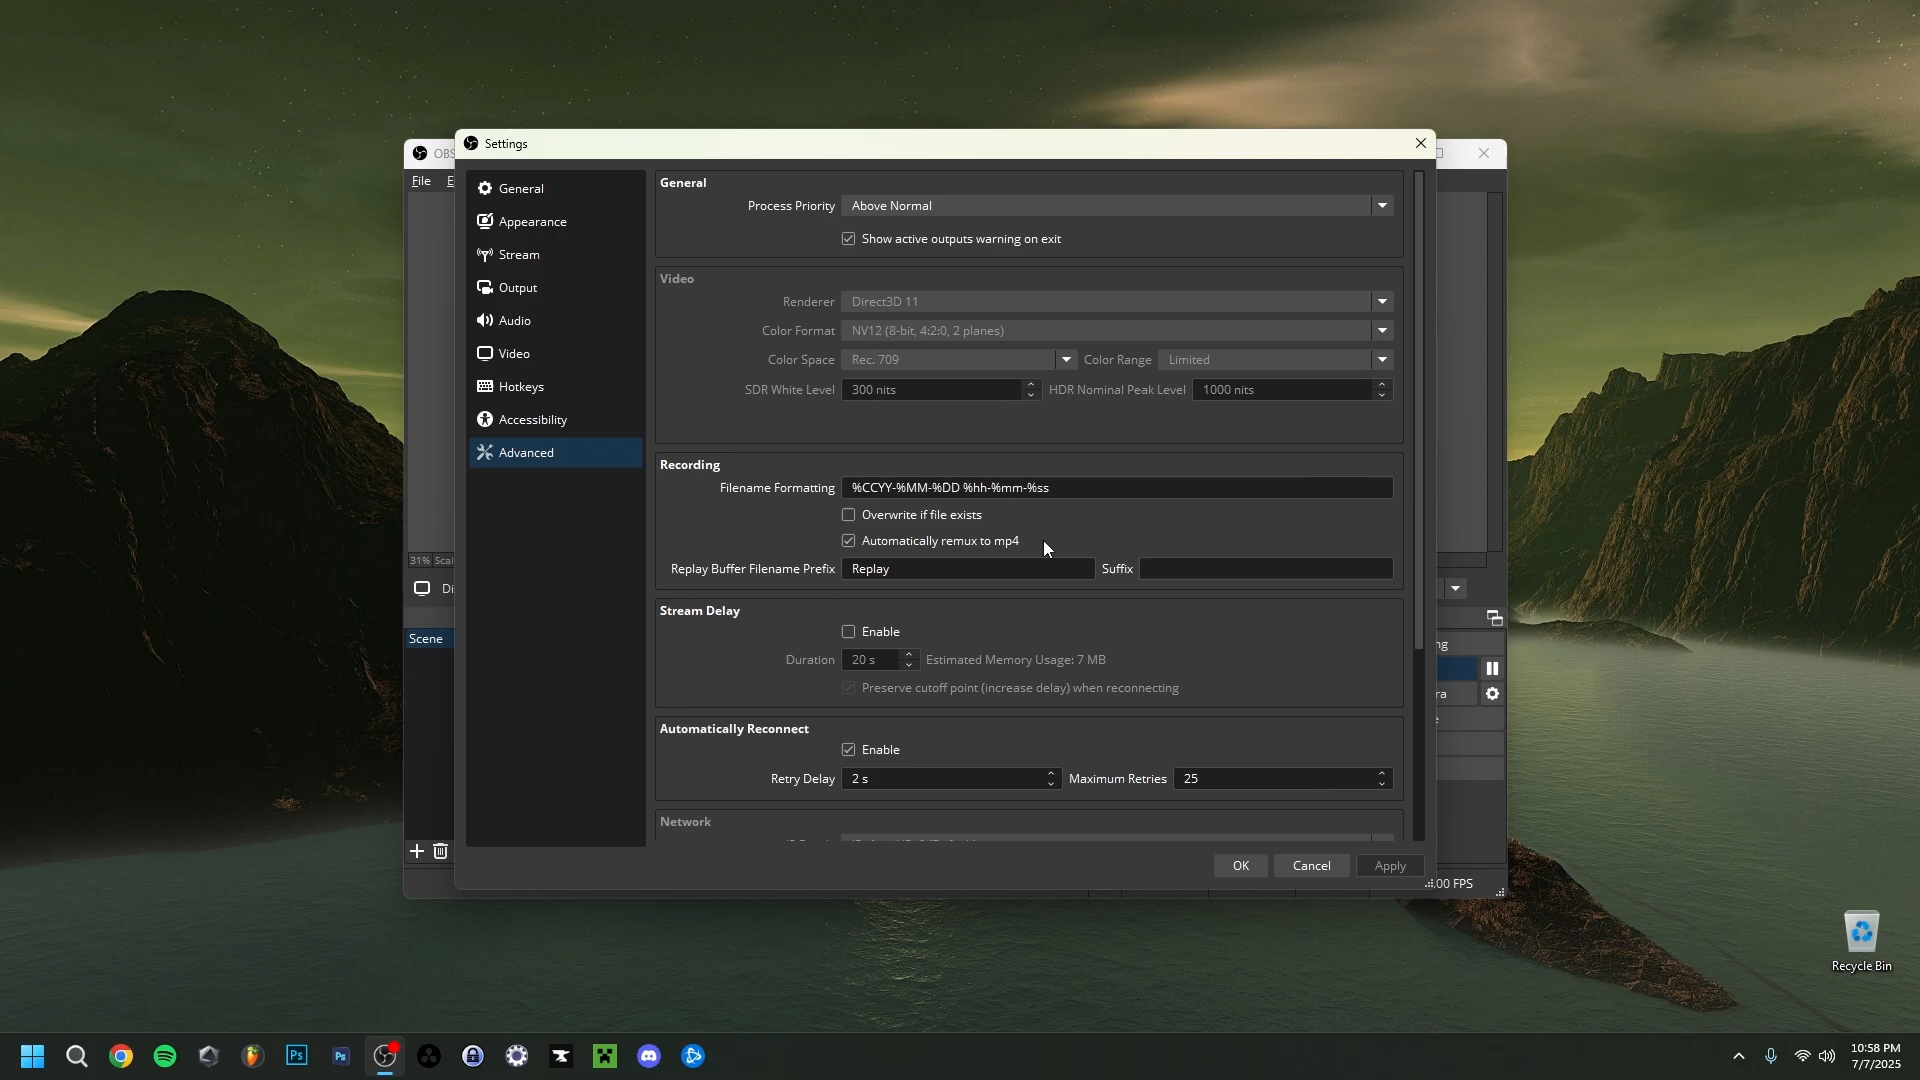 Settings
OBS
File
General
Appearance
Stream
Output
Audio
Video
Hotkeys
Accessibility
Advanced
General
Process Priority Above Normal
Show active outputs warning on exit
Video
Renderer Direct3D 11
Color Format NV12 (8-bit, 4:2:0, 2 planes)
Color Space Rec. 709 Color Range Limited
SDR White Level 300 nits HDR Nominal Peak Level 1000 nits
Recording
Filename Formatting %CCYY-%MM-%DD %hh-%mm-%ss
Overwrite if file exists
Automatically remux to mp4
Replay Buffer Filename Prefix Replay Suffix
Stream Delay
Enable
Duration 20 s Estimated Memory Usage: 7 MB
Preserve cutoff point (increase delay) when reconnecting
Automatically Reconnect
Enable
Retry Delay 2 s Maximum Retries 25
Network
OK Cancel Apply
31% Scal
Di
Scene
ng
ra
e
.00 FPS
Recycle Bin
Ps Ps
10:58 PM
7/7/2025